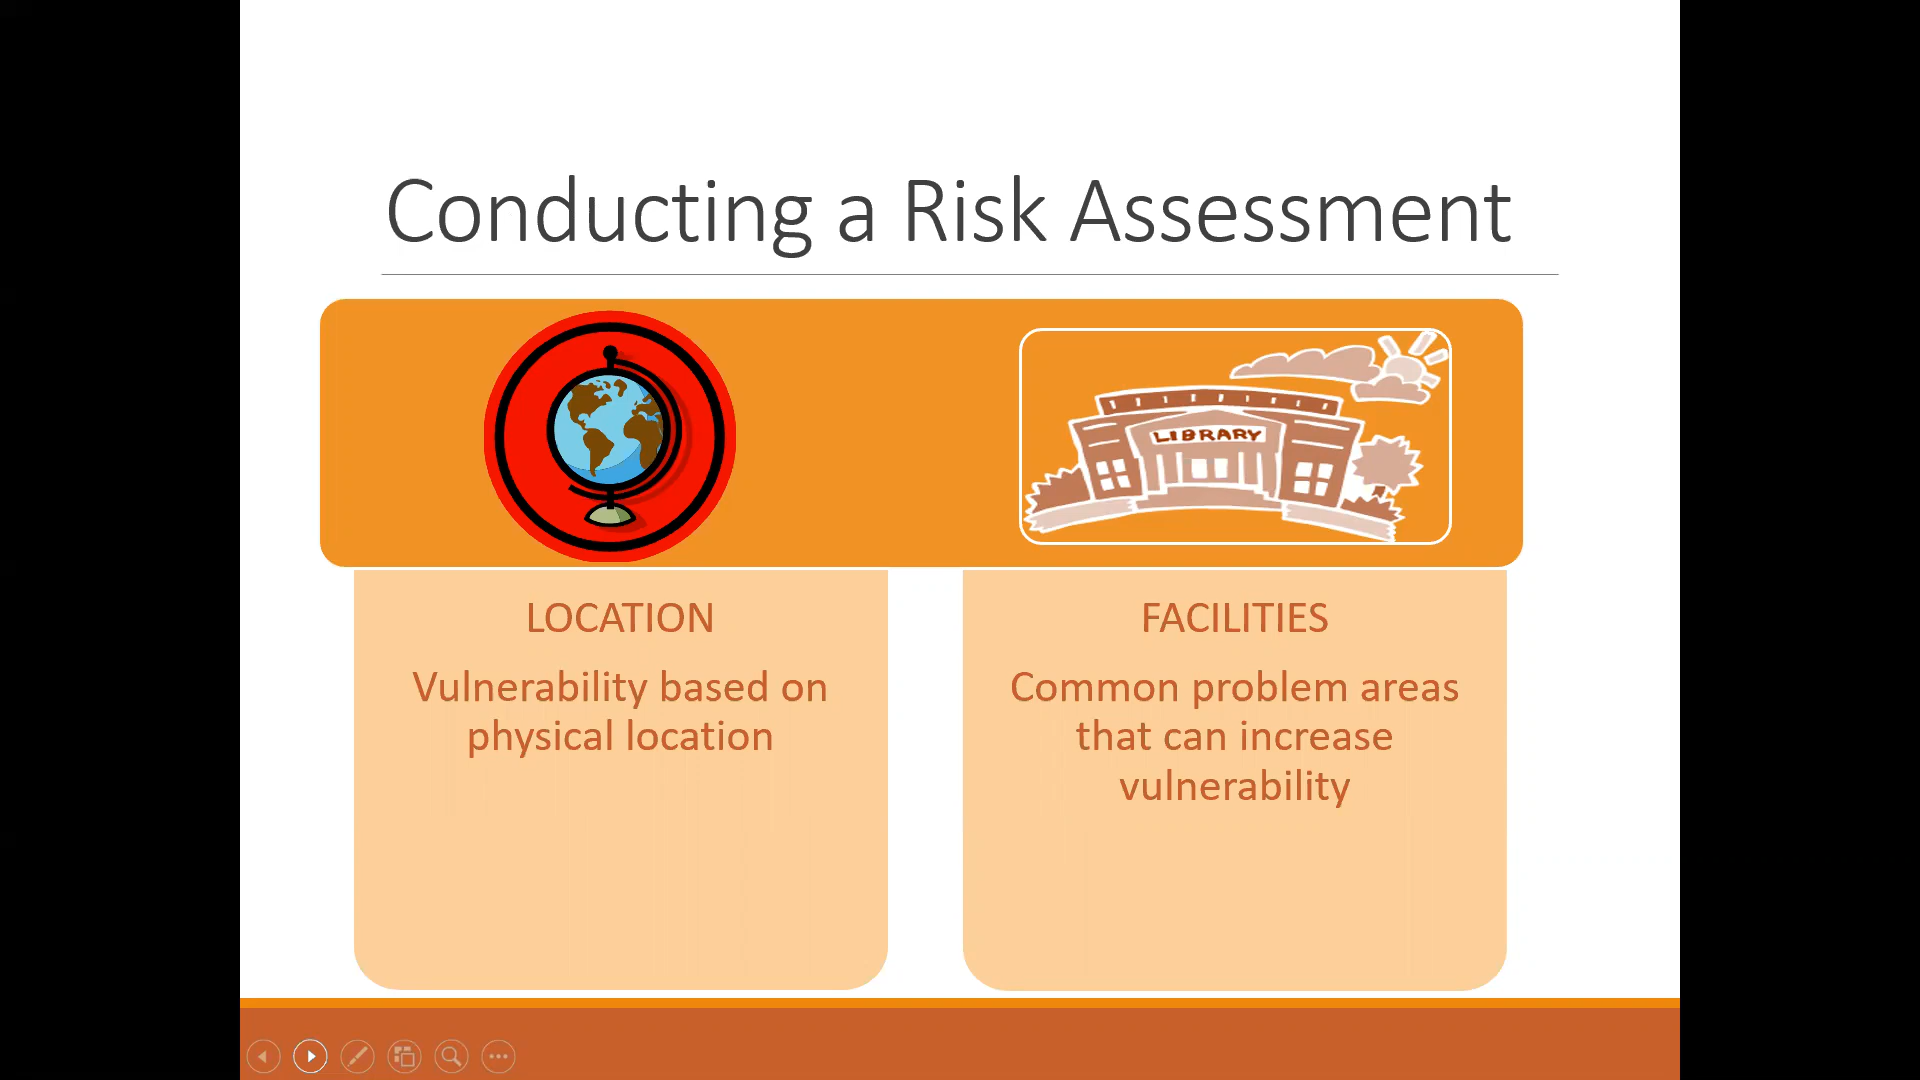 Conducting a Risk Assessment
LIBRARY
LOCATION
Vulnerability based on
physical location
FACILITIES
Common problem areas
that can increase
vulnerability